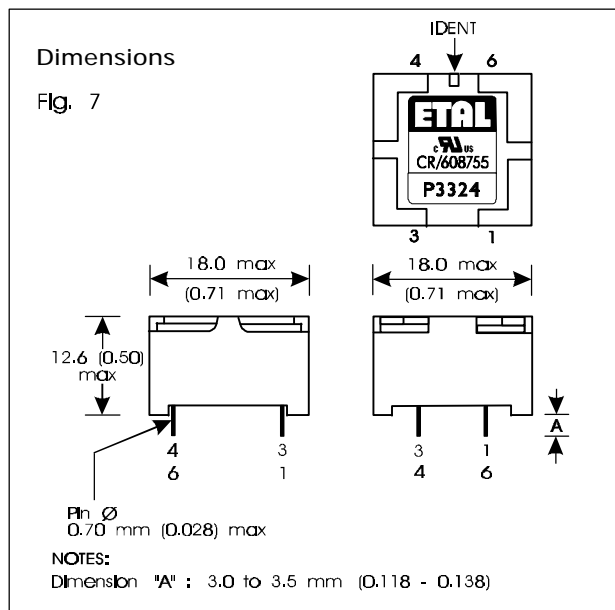 Dimensions
Fig. 7
IDENT
4 6
ETAL
c RU US
CR/608755
P3324
3 1
18.0 max
(0.71 max)
18.0 max
(0.71 max)
12.6 (0.50)
max
A
4 3
6 1
3 1
4 6
Pin Ø
0.70 mm (0.028) max
NOTES:
Dimension "A" : 3.0 to 3.5 mm (0.118 - 0.138)